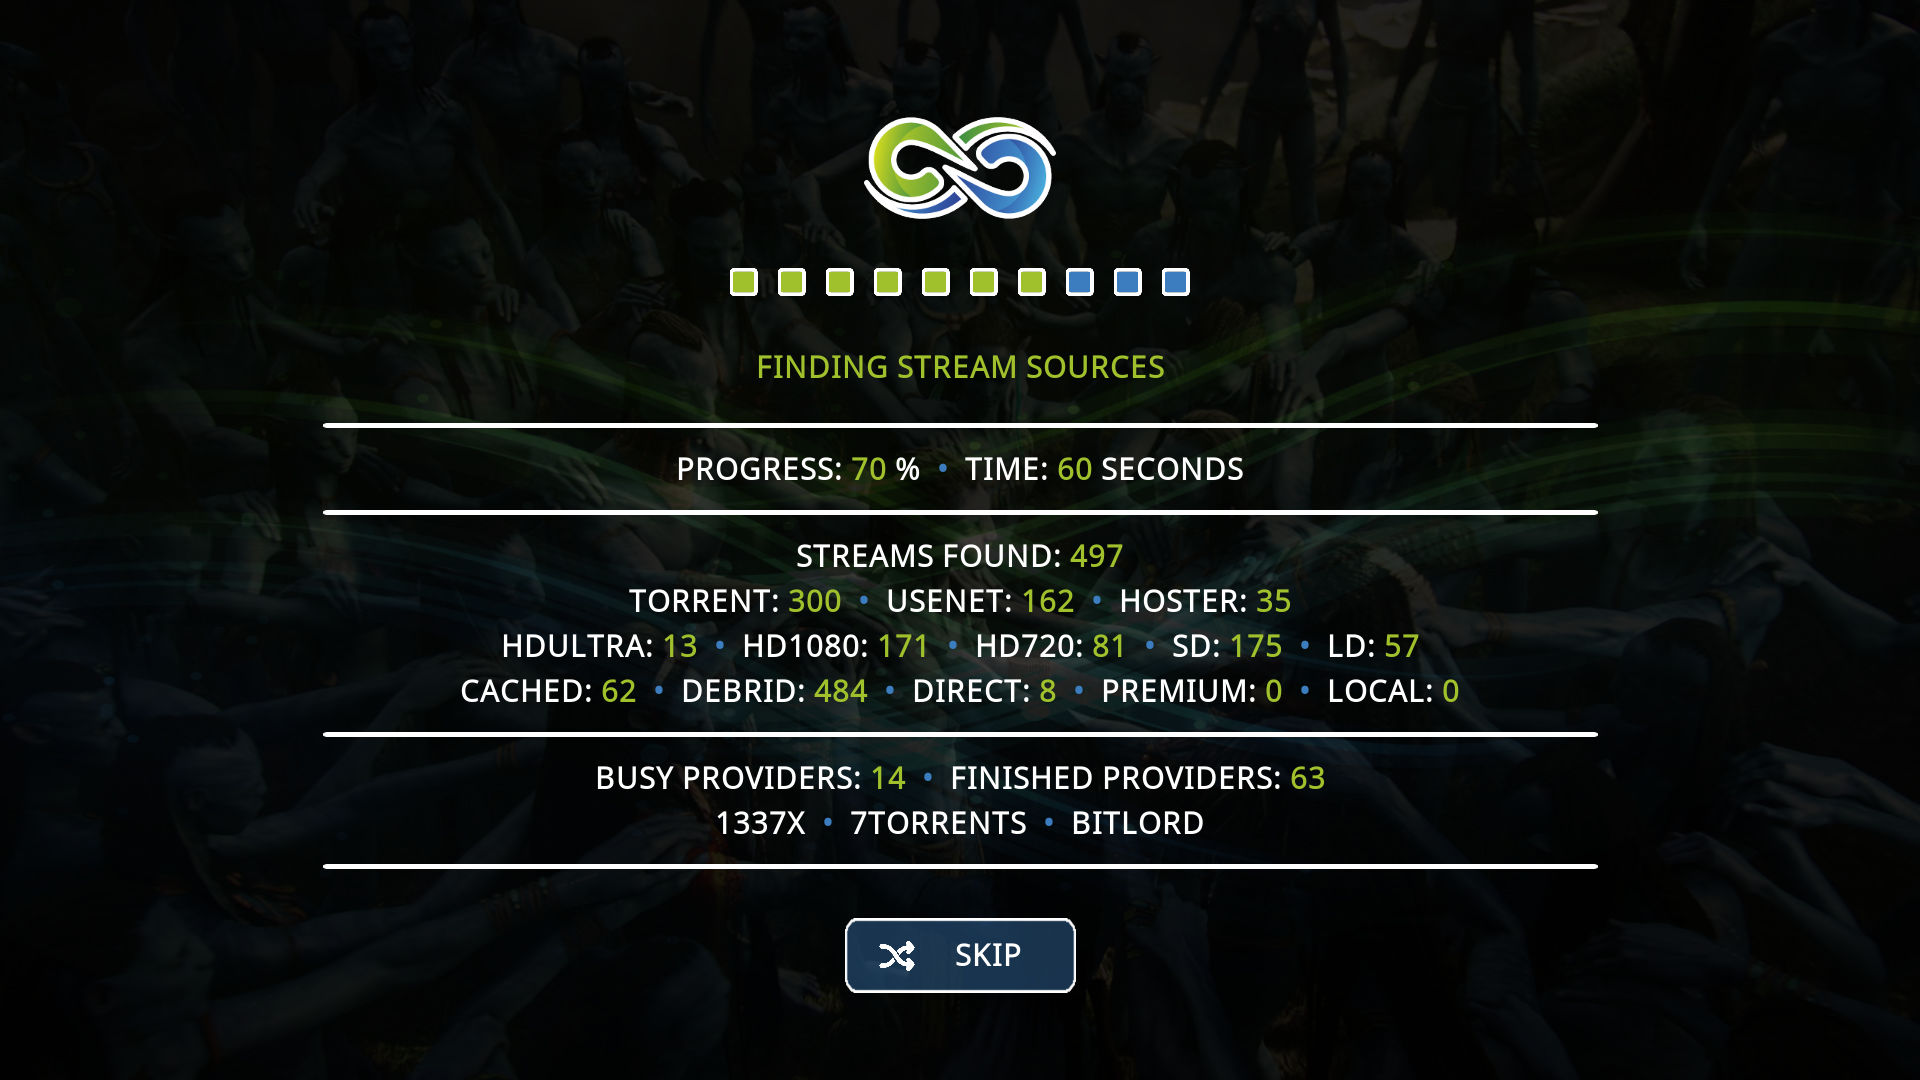 FINDING STREAM SOURCES
PROGRESS: 70 % • TIME: 60 SECONDS
STREAMS FOUND: 497
TORRENT: 300 • USENET: 162 • HOSTER: 35
HDULTRA: 13 • HD1080: 171 • HD720: 81 • SD: 175 • LD: 57
CACHED: 62 • DEBRID: 484 • DIRECT: 8 • PREMIUM: 0 • LOCAL: 0
BUSY PROVIDERS: 14 • FINISHED PROVIDERS: 63
1337X • 7TORRENTS • BITLORD
SKIP